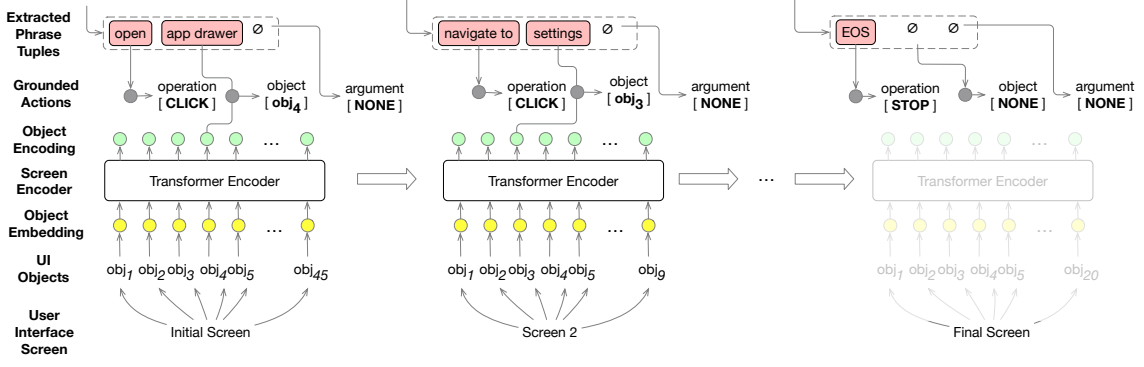 Extracted Phrase Tuples
open app drawer ∅
navigate to settings ∅
EOS ∅ ∅
Grounded Actions
operation [ CLICK ] object [ obj4 ] argument [ NONE ]
operation [ CLICK ] object [ obj3 ] argument [ NONE ]
operation [ STOP ] object [ NONE ] argument [ NONE ]
Object Encoding
... ... ...
Screen Encoder
Transformer Encoder Transformer Encoder ... Transformer Encoder
Object Embedding
... ... ...
UI Objects
obj1 obj2 obj3 obj4 obj5 obj45
obj1 obj2 obj3 obj4 obj5 obj9
obj1 obj2 obj3 obj4 obj5 obj20
User Interface Screen
Initial Screen Screen 2 Final Screen